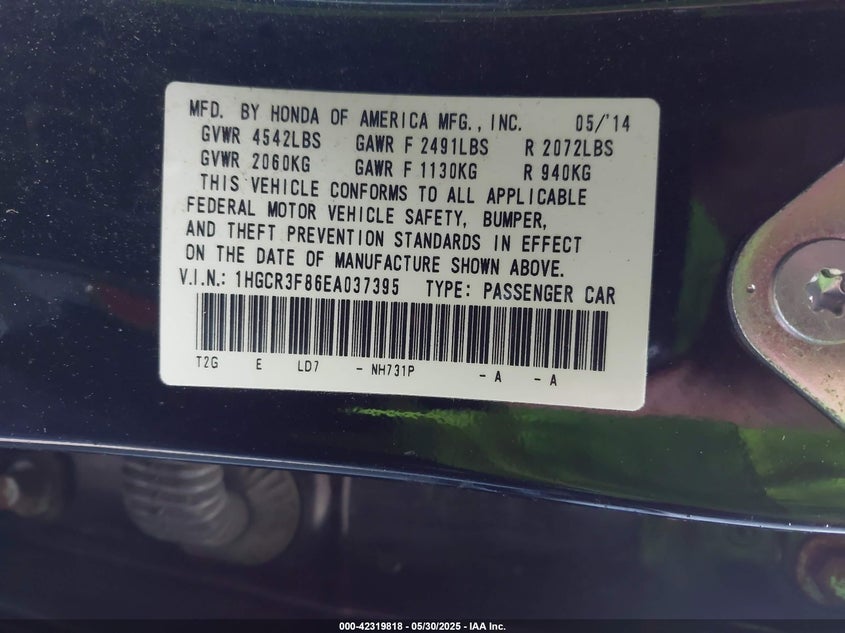 MFD. BY HONDA OF AMERICA MFG., INC. 05/'14
GVWR 4542LBS GAWR F 2491LBS R 2072LBS
GVWR 2060KG GAWR F 1130KG R 940KG
THIS VEHICLE CONFORMS TO ALL APPLICABLE
FEDERAL MOTOR VEHICLE SAFETY, BUMPER,
AND THEFT PREVENTION STANDARDS IN EFFECT
ON THE DATE OF MANUFACTURE SHOWN ABOVE.
V.I.N.: 1HGCR3F86EA037395 TYPE: PASSENGER CAR
T2G E LD7 - NH731P - A - A
000-42319818 - 05/30/2025 - IAA Inc.